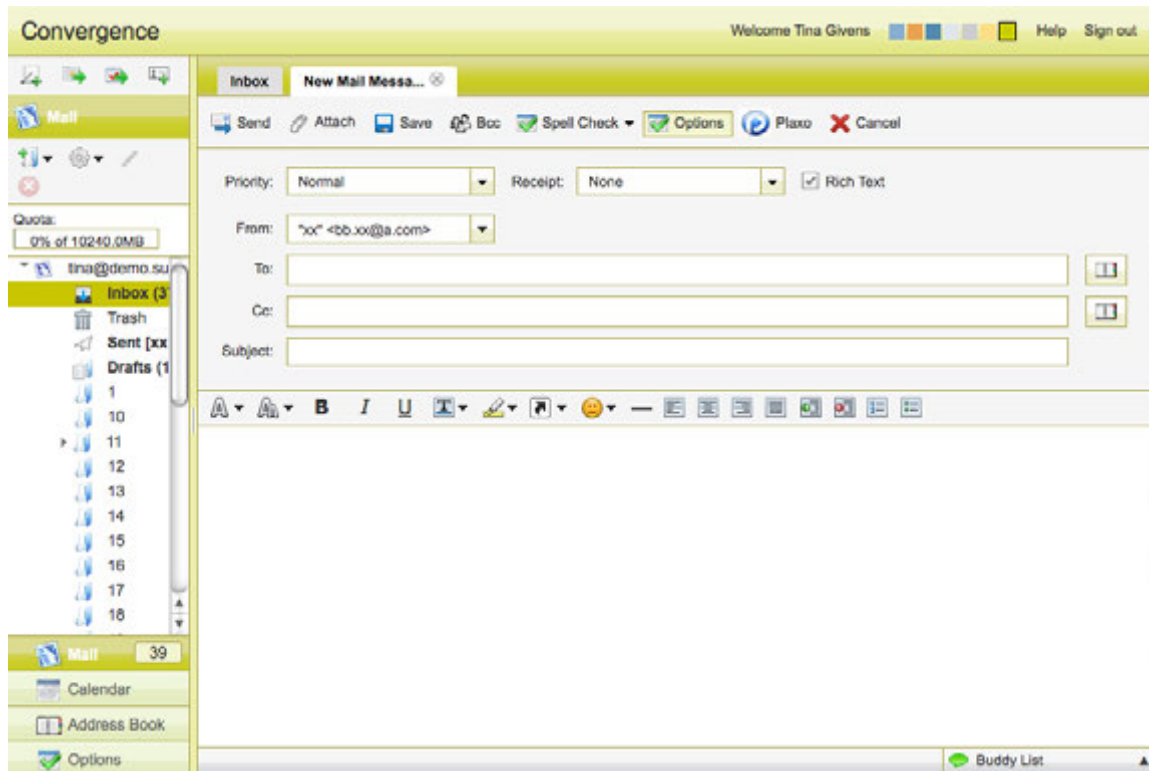 Convergence
Welcome Tina Givens
Help Sign out
Mail
Quota:
0% of 10240.0MB
tina@demo.su
Inbox (3
Trash
Sent [xx
Drafts (1
1
10
11
12
13
14
15
16
17
18
Mail 39
Calendar
Address Book
Options
Inbox New Mail Messa...
Send Attach Save Bcc Spell Check Options Plaxo Cancel
Priority: Normal Receipt: None Rich Text
From: "xx" <bb.xx@a.com>
To:
Cc:
Subject:
B I U
Buddy List